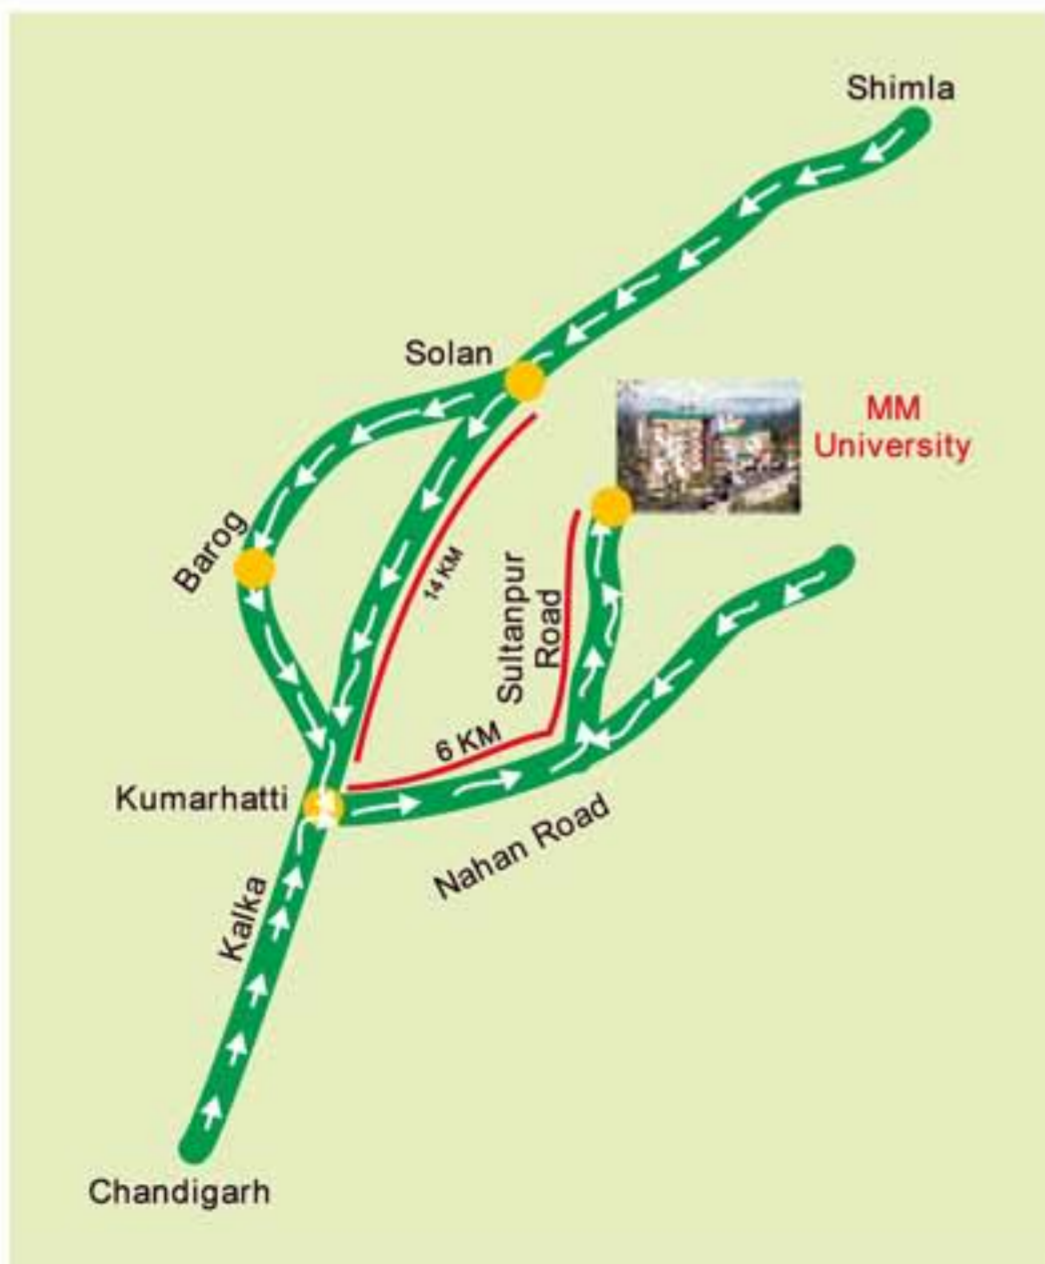 Shimla
Solan
MM
University
Barog
14 KM
Sultanpur
Road
6 KM
Kumarhatti
Nahan Road
Kalka
Chandigarh